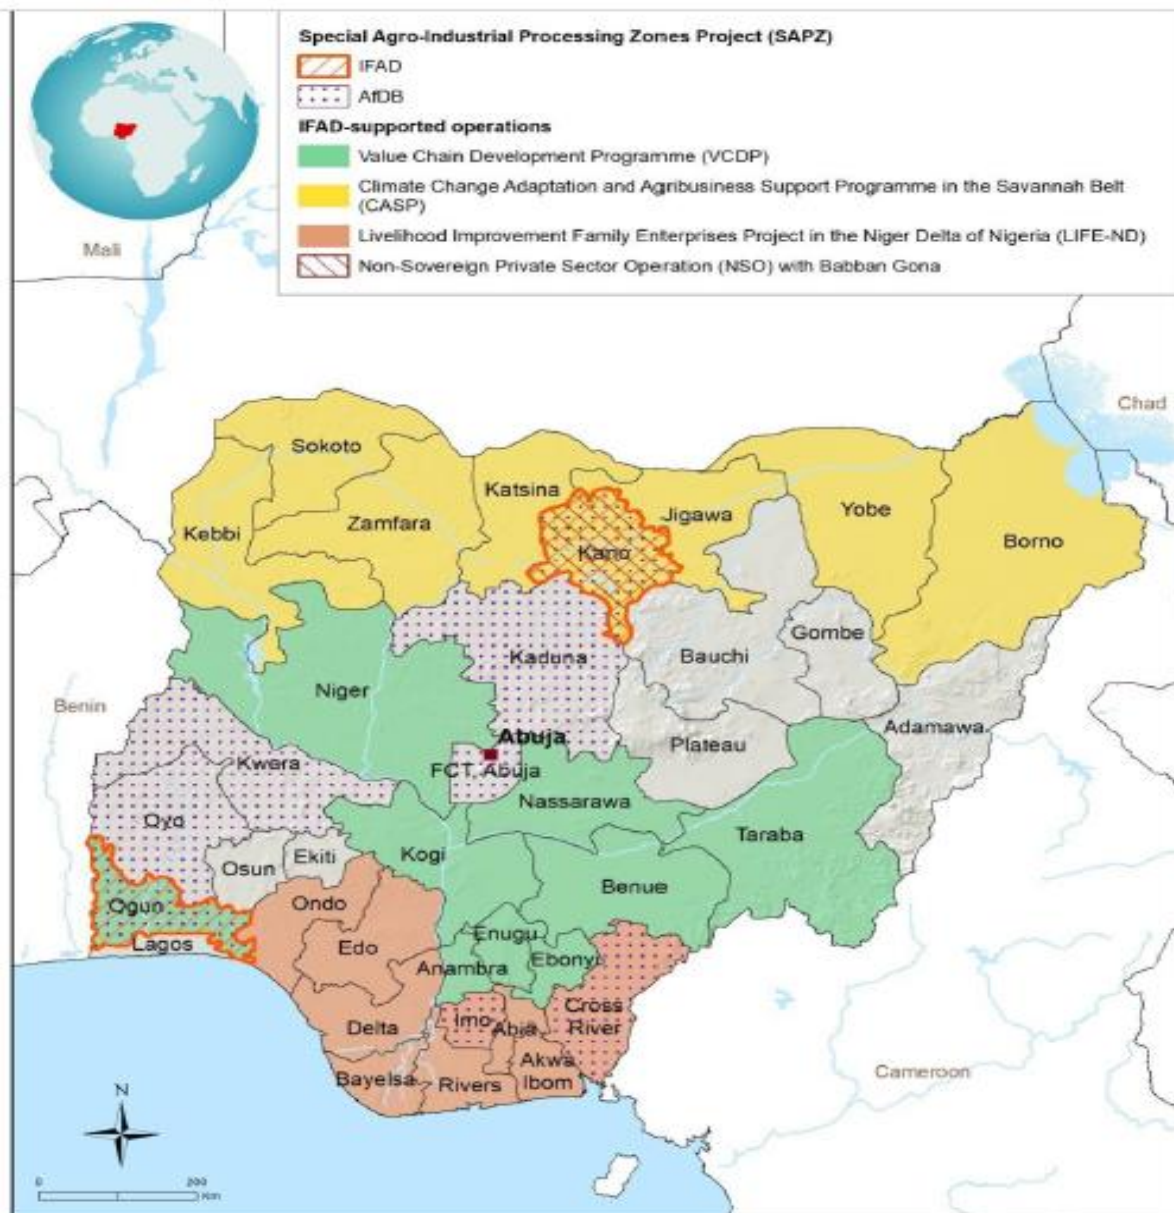 Special Agro-Industrial Processing Zones Project (SAPZ)
IFAD
AfDB
IFAD-supported operations
Value Chain Development Programme (VCDP)
Climate Change Adaptation and Agribusiness Support Programme in the Savannah Belt
(CASP)
Livelihood Improvement Family Enterprises Project in the Niger Delta of Nigeria (LIFE-ND)
Non-Sovereign Private Sector Operation (NSO) with Babban Gona
Mali
Chad
Sokoto
Katsina
Kebbi
Zamfara
Jigawa
Yobe
Borno
Kano
Gombe
Kaduna
Bauchi
Niger
Benin
Adamawa
Abuja
Plateau
Kwara
FCT, Abuja
Nassarawa
Oyo
Taraba
Osun
Ekiti
Kogi
Benue
Ogun
Ondo
Lagos
Edo
Enugu
Anambra
Ebonyi
Cross
River
Imo
Abia
Delta
Akwa
Ibom
Bayelsa
Rivers
Cameroon
N
0
200
Km